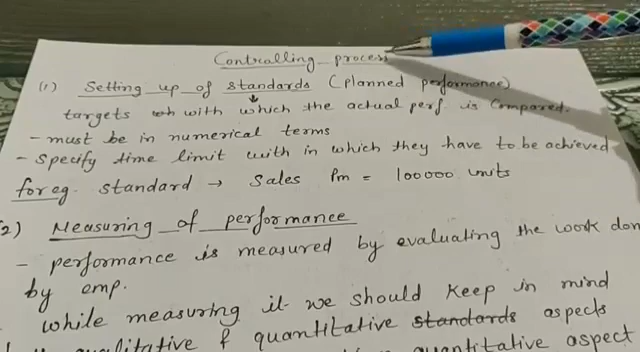 Controlling process
(1) Setting up of standards (Planned performance)
targets with which the actual perf is compared.
- must be in numerical terms
- Specify time limit with in which they have to be achieved
for eg. standard → Sales Pm = 100000 units
2) Measuring of performance
- performance is measured by evaluating the work don
by emp.
while measuring it we should keep in mind
qualitative & quantitative standards aspects
quantitative aspect